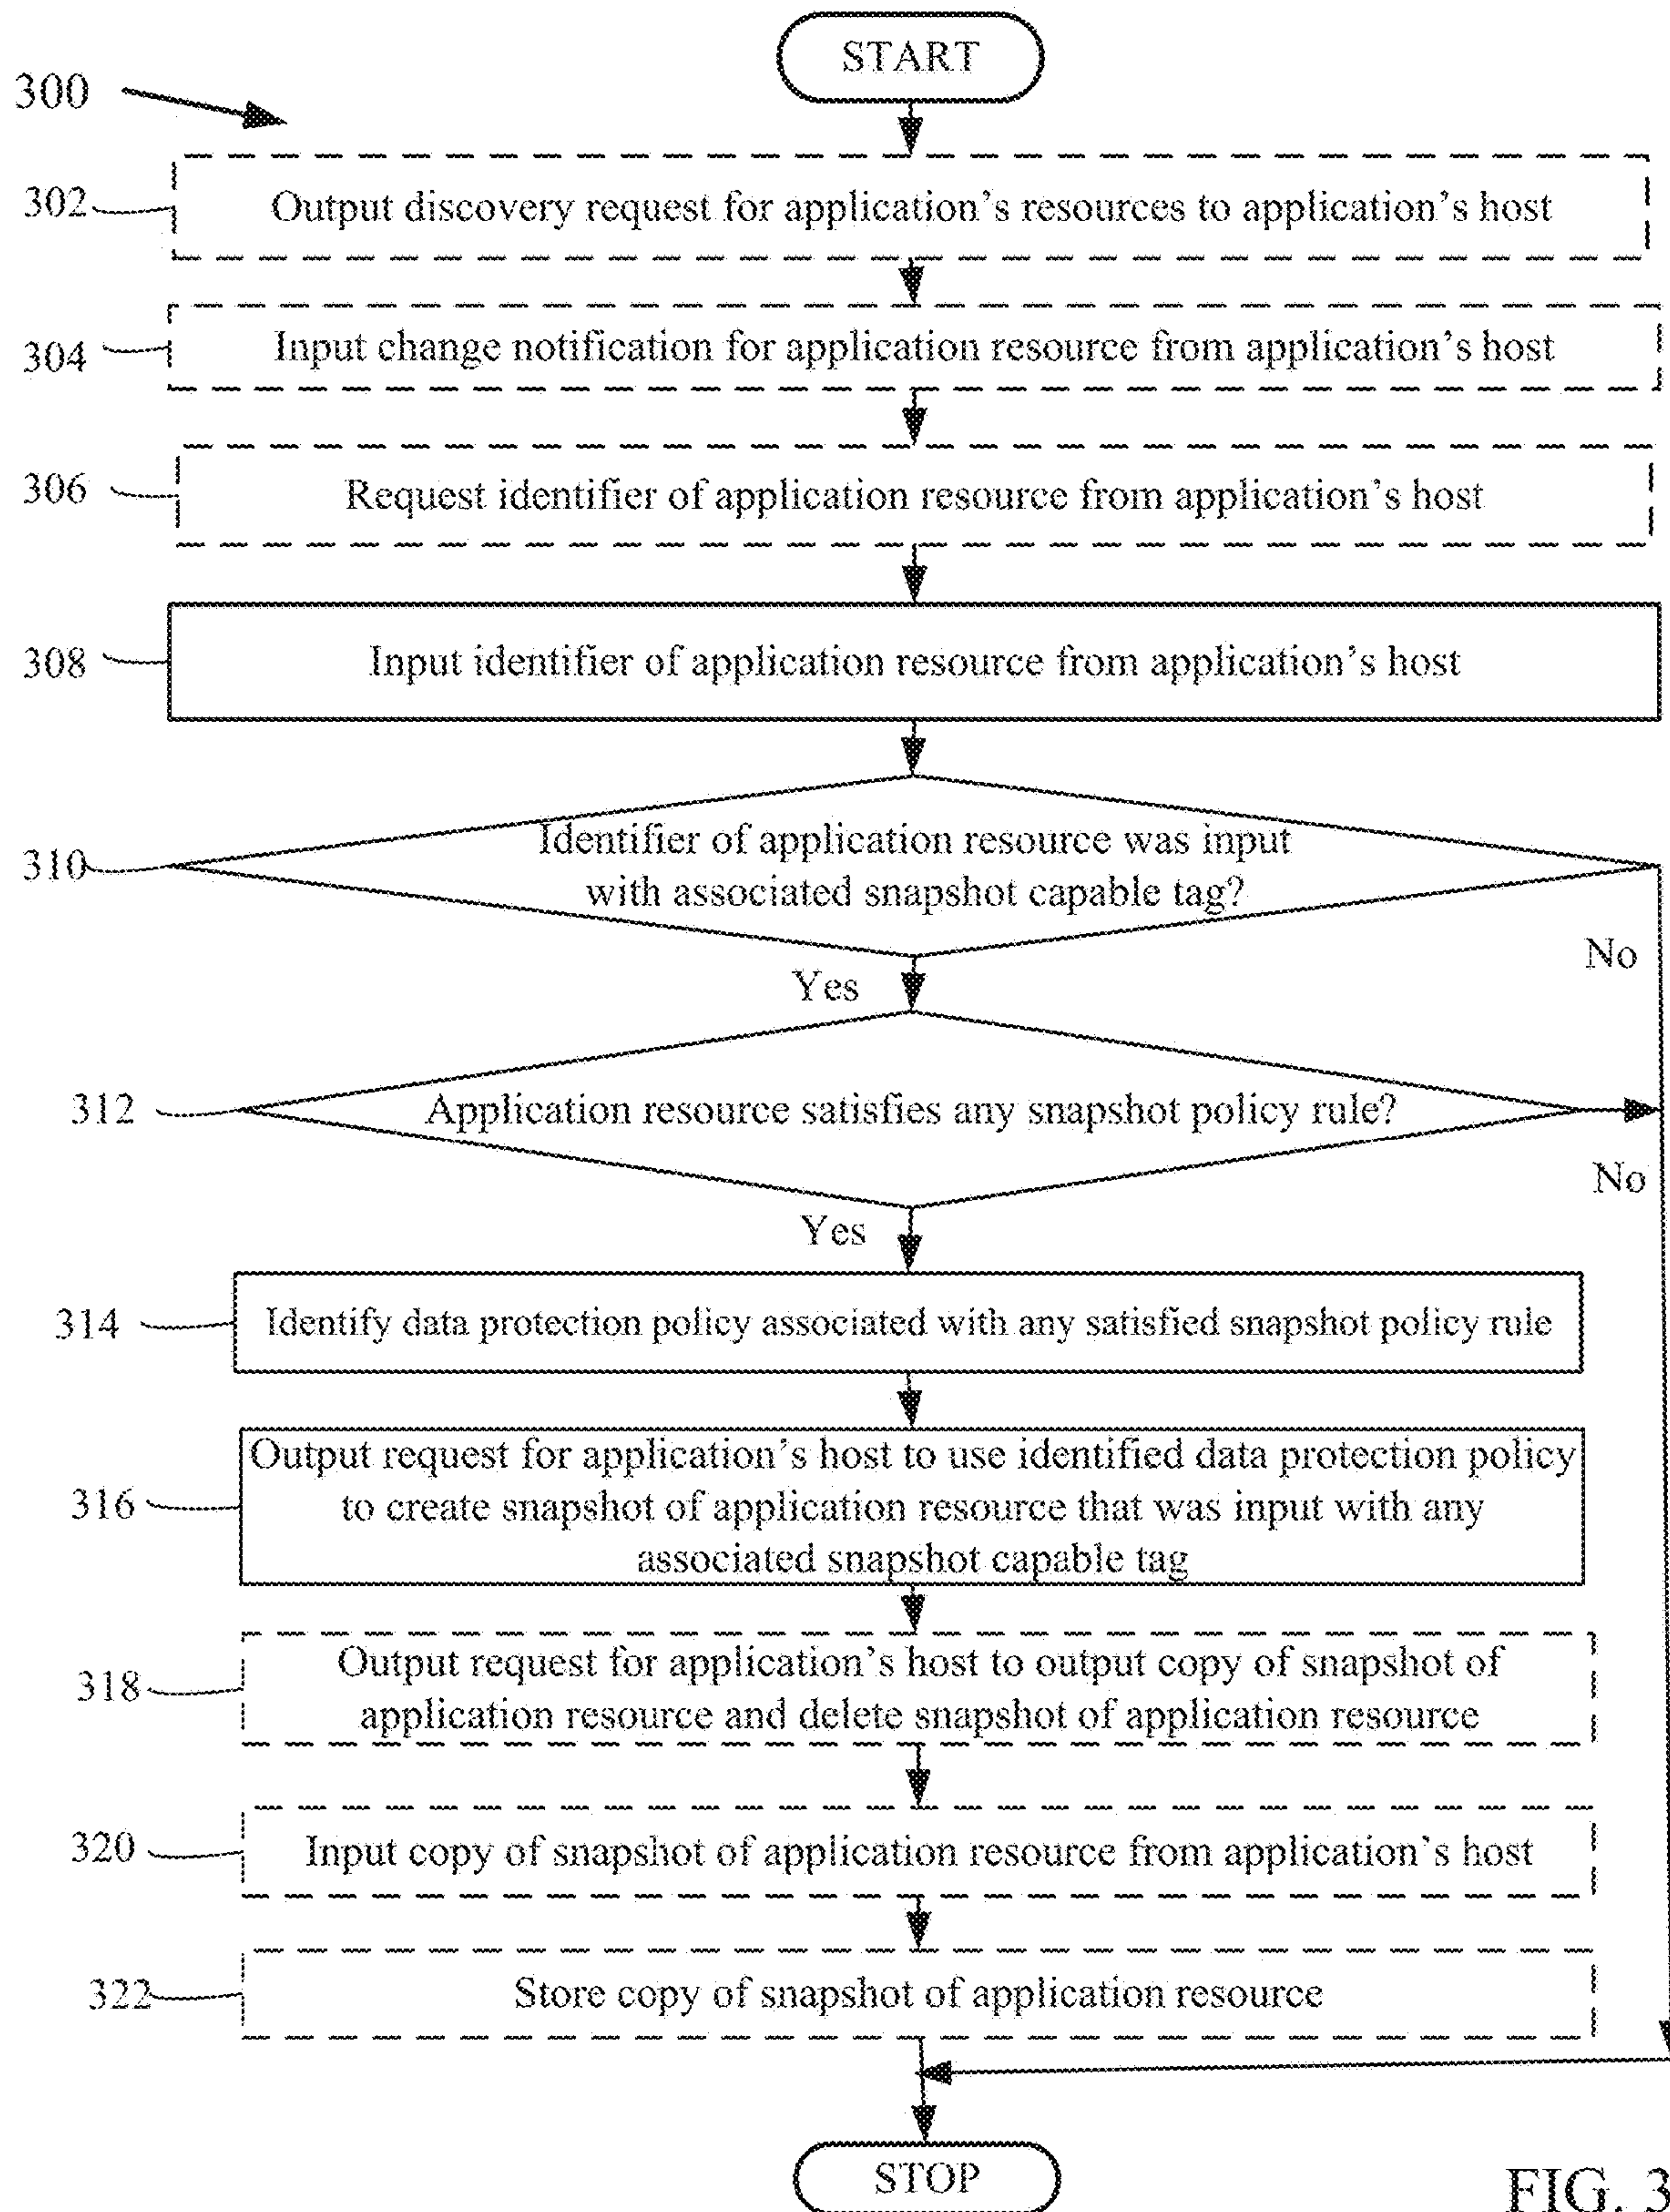 START
300
302
Output discovery request for application's resources to application's host
304
Input change notification for application resource from application's host
306
Request identifier of application resource from application's host
308
Input identifier of application resource from application's host
310
Identifier of application resource was input
with associated snapshot capable tag?
No
Yes
312
Application resource satisfies any snapshot policy rule?
No
Yes
314
Identify data protection policy associated with any satisfied snapshot policy rule
316
Output request for application's host to use identified data protection policy
to create snapshot of application resource that was input with any
associated snapshot capable tag
318
Output request for application's host to output copy of snapshot of
application resource and delete snapshot of application resource
320
Input copy of snapshot of application resource from application's host
322
Store copy of snapshot of application resource
STOP
FIG. 3